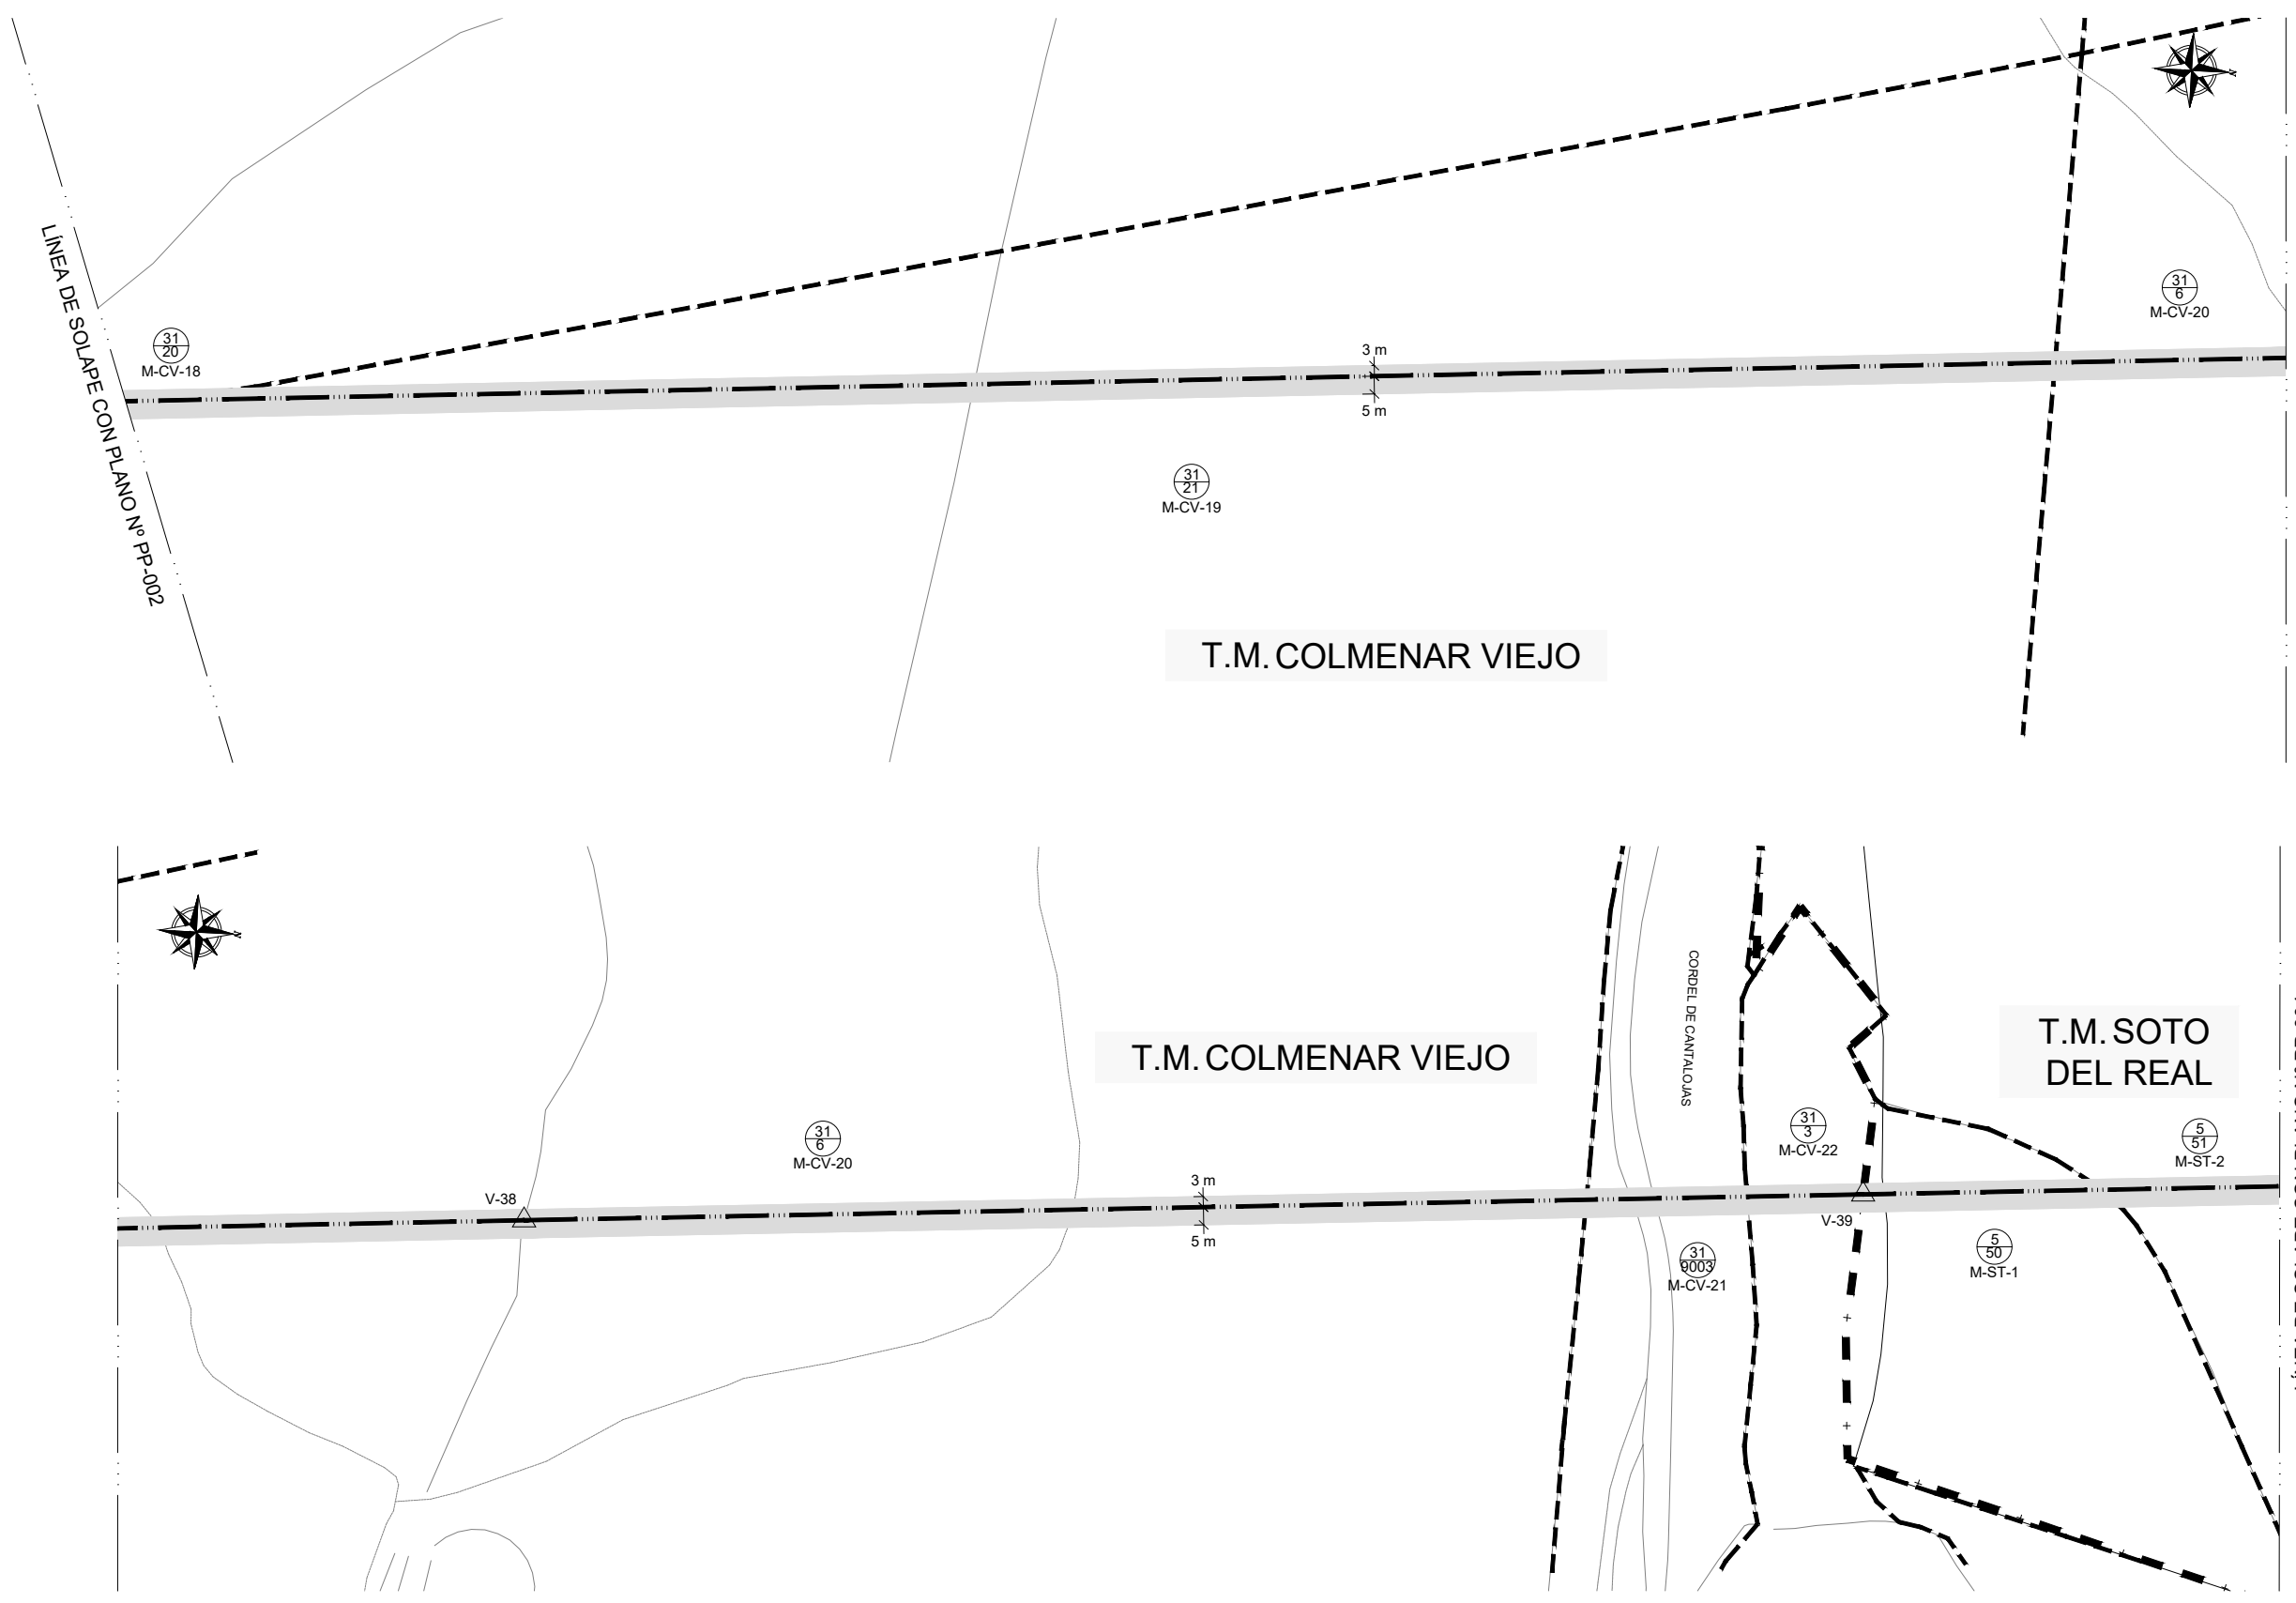 LÍNEA DE SOLAPE CON PLANO Nº PP-002
31
20
M-CV-18
3 m
5 m
31
6
M-CV-20
N
31
21
M-CV-19
T.M. COLMENAR VIEJO
N
V-38
31
6
M-CV-20
T.M. COLMENAR VIEJO
3 m
5 m
CORDEL DE CANTALOJAS
31
9003
M-CV-21
31
3
M-CV-22
V-39
T.M. SOTO
DEL REAL
5
51
M-ST-2
5
50
M-ST-1